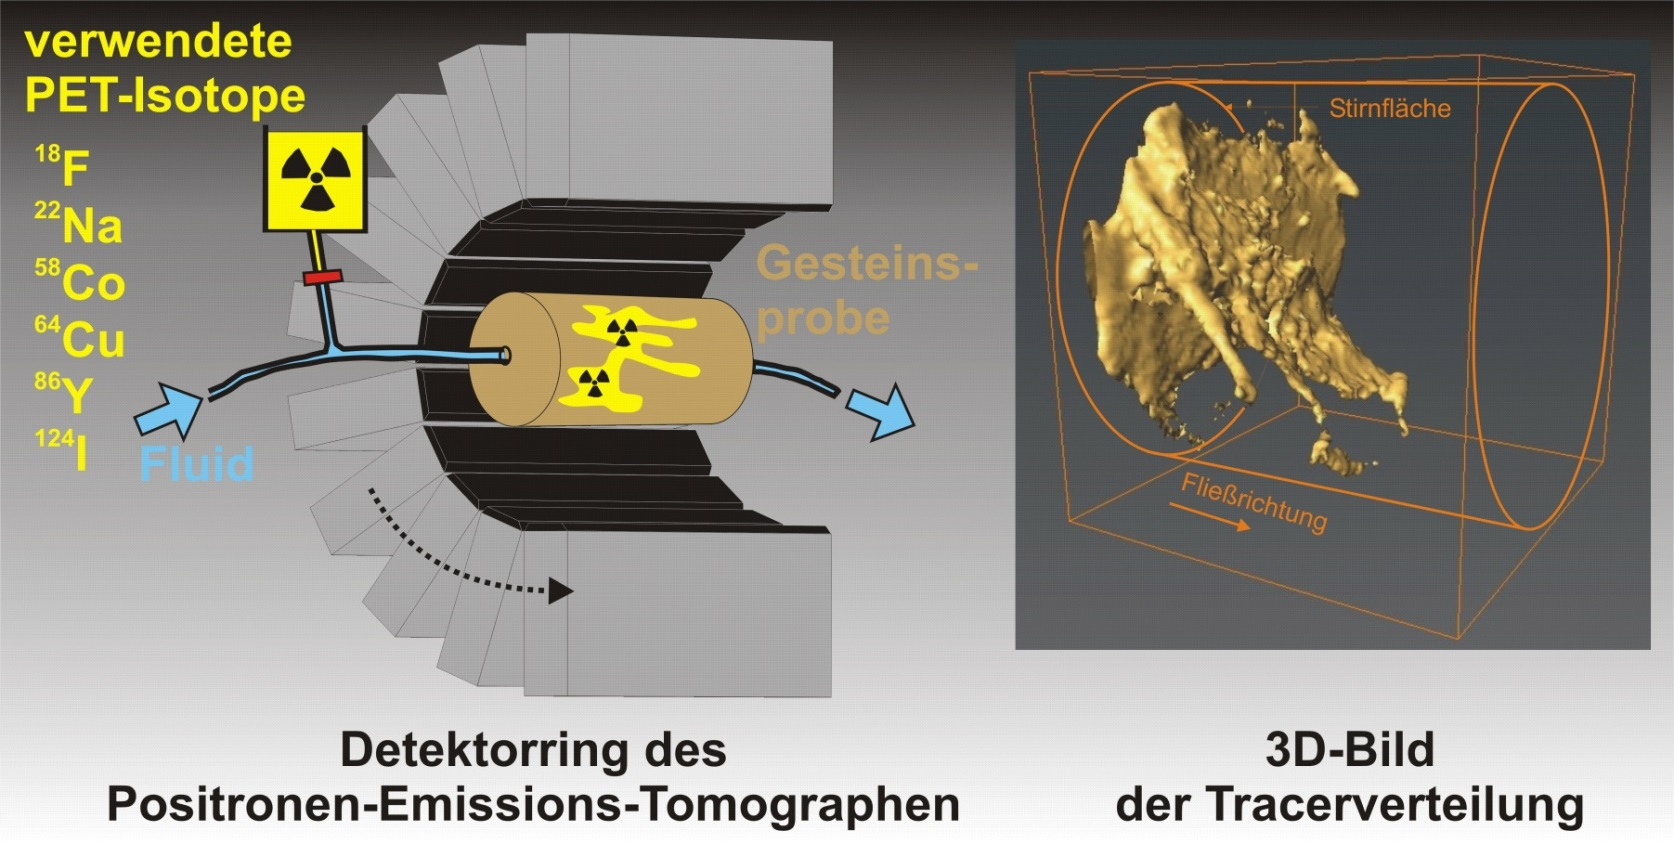 verwendete
PET-Isotope
18F
22Na
58Co
64Cu
86Y
124I
Fluid
Gesteins-
probe
Detektorring des
Positronen-Emissions-Tomographen
Stirnfläche
Fließrichtung
3D-Bild
der Tracerverteilung